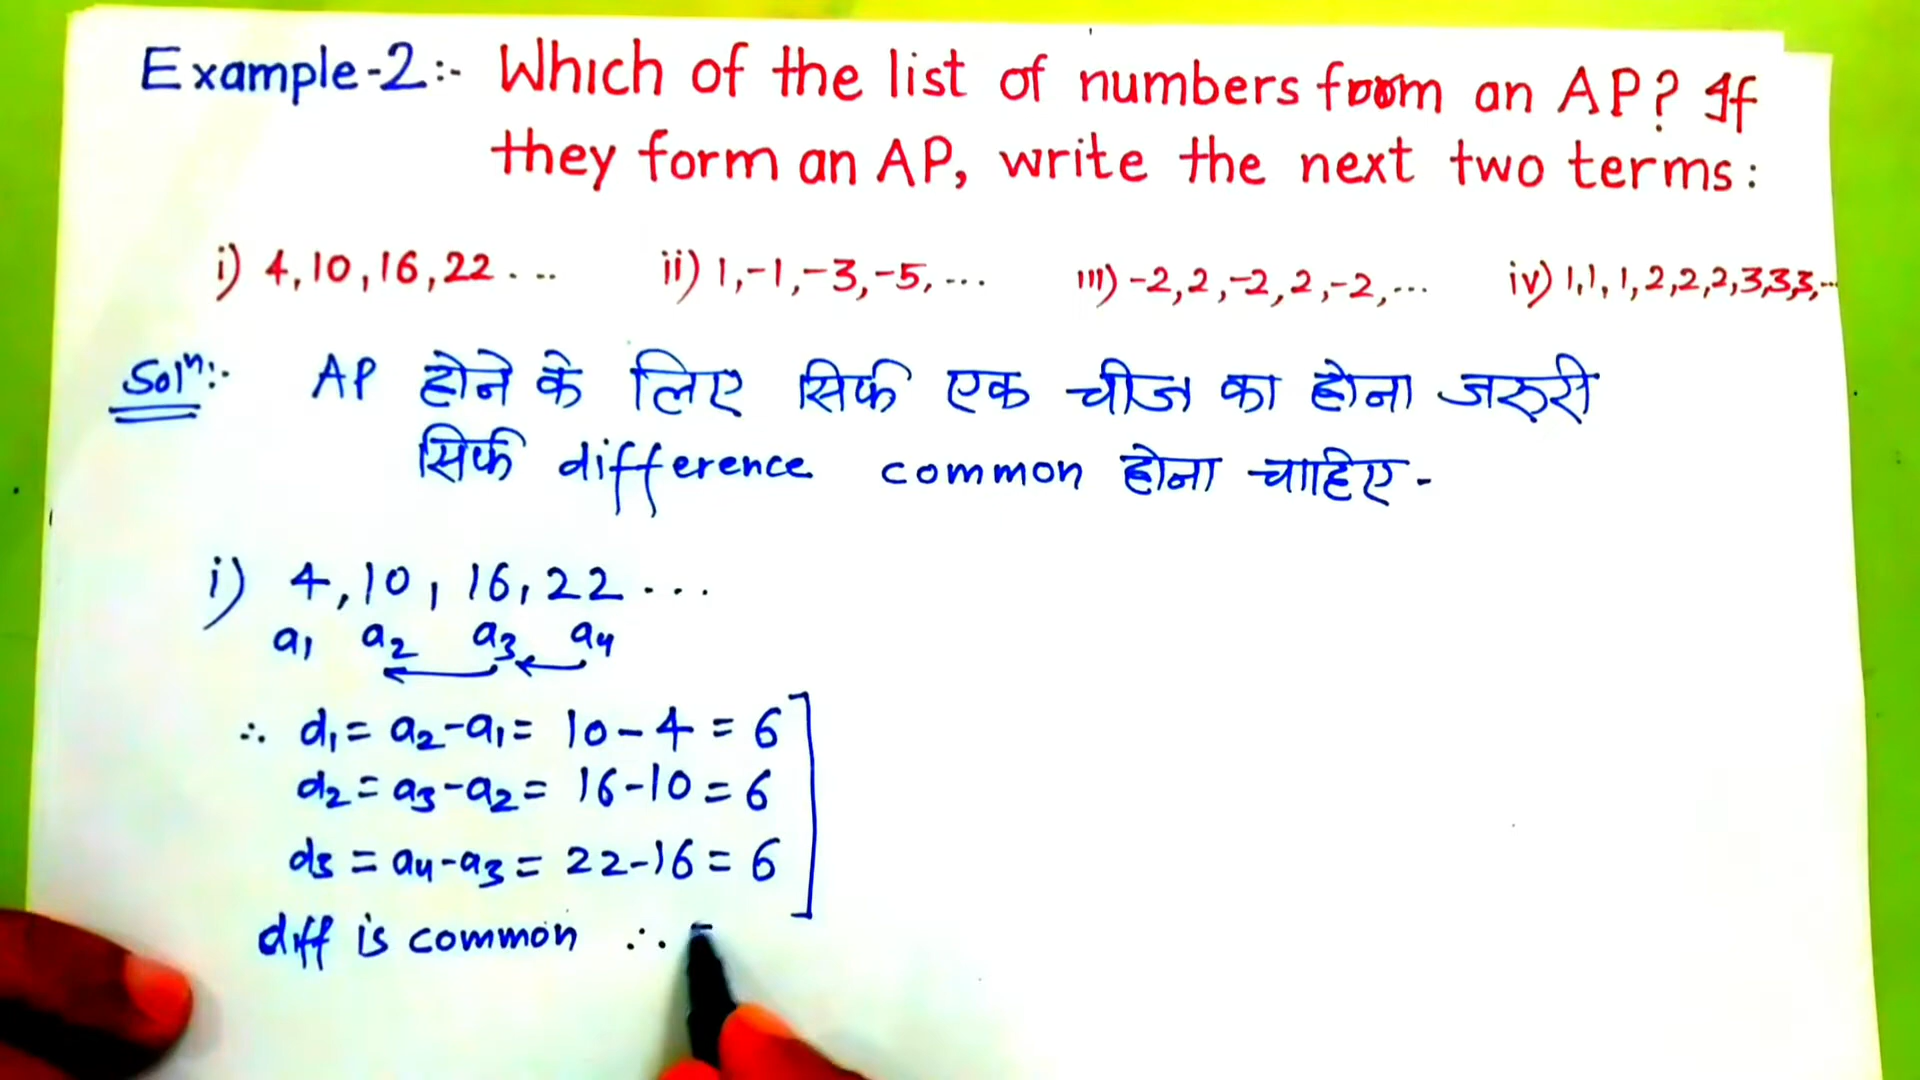 Example-2:- Which of the list of numbers from an AP? If
they form an AP, write the next two terms:
i) 4,10,16,22 . ... ii) 1,-1,-3,-5,... iii) -2,2,-2,2,-2,... iv) 1,1,1,2,2,2,3,3,3,...
Solⁿ:- AP होने के लिए सिर्फ एक चीज का होना जरुरी
सिर्फ difference common होना चाहिए -
i) 4,10, 16,22 ...
a₁ a₂ a₃ a₄
∴ d₁= a₂-a₁= 10-4 = 6
d₂ = a₃-a₂= 16-10 = 6
d₃ = a₄-a₃= 22-16 = 6
diff is common ∴